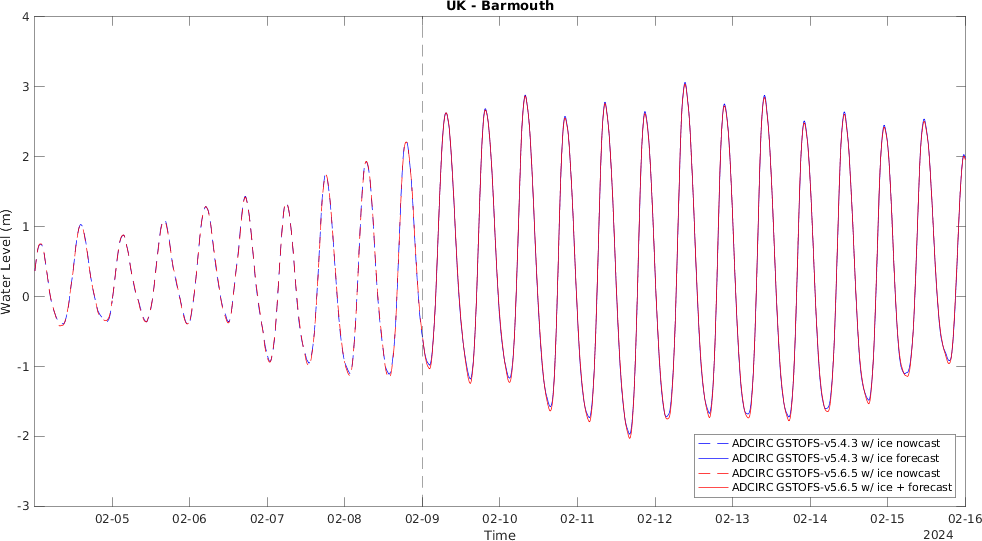 UK - Barmouth
Water Level (m)
4
3
2
1
0
-1
-2
-3
ADCIRC GSTOFS-v5.4.3 w/ ice nowcast
ADCIRC GSTOFS-v5.4.3 w/ ice forecast
ADCIRC GSTOFS-v5.6.5 w/ ice nowcast
ADCIRC GSTOFS-v5.6.5 w/ ice + forecast
02-05 02-06 02-07 02-08 02-09 02-10 02-11 02-12 02-13 02-14 02-15 02-16
Time
2024